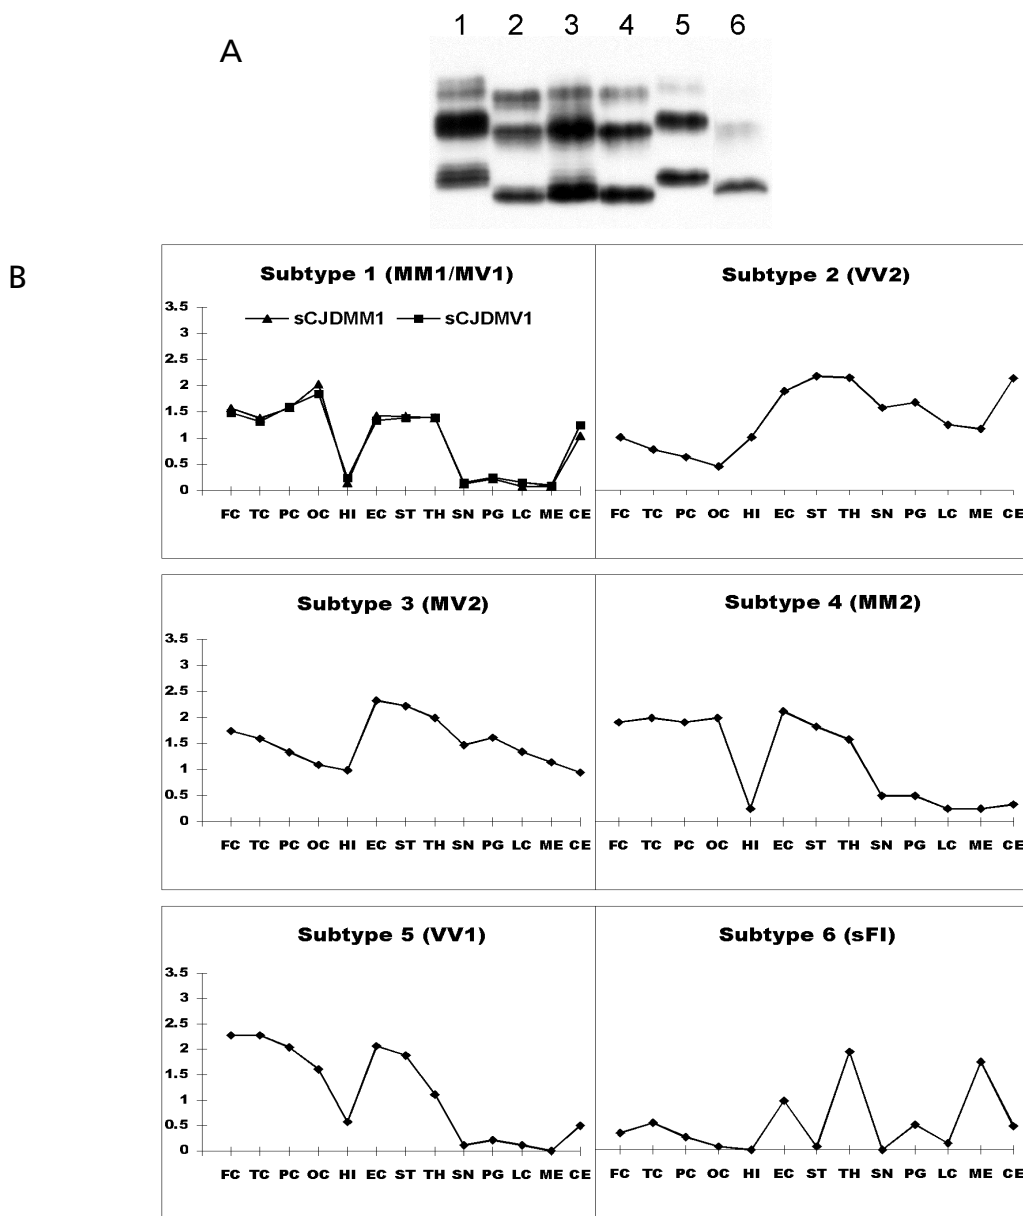 1 2 3 4 5 6
A
B
Subtype 1 (MM1/MV1)
3.5
3
2.5
2
1.5
1
0.5
0
sCJDMM1 sCJDMV1
FC TC PC OC HI EC ST TH SN PG LC ME CE
Subtype 2 (VV2)
FC TC PC OC HI EC ST TH SN PG LC ME CE
Subtype 3 (MV2)
3.5
3
2.5
2
1.5
1
0.5
0
FC TC PC OC HI EC ST TH SN PG LC ME CE
Subtype 4 (MM2)
FC TC PC OC HI EC ST TH SN PG LC ME CE
Subtype 5 (VV1)
3.5
3
2.5
2
1.5
1
0.5
0
FC TC PC OC HI EC ST TH SN PG LC ME CE
Subtype 6 (sFI)
FC TC PC OC HI EC ST TH SN PG LC ME CE